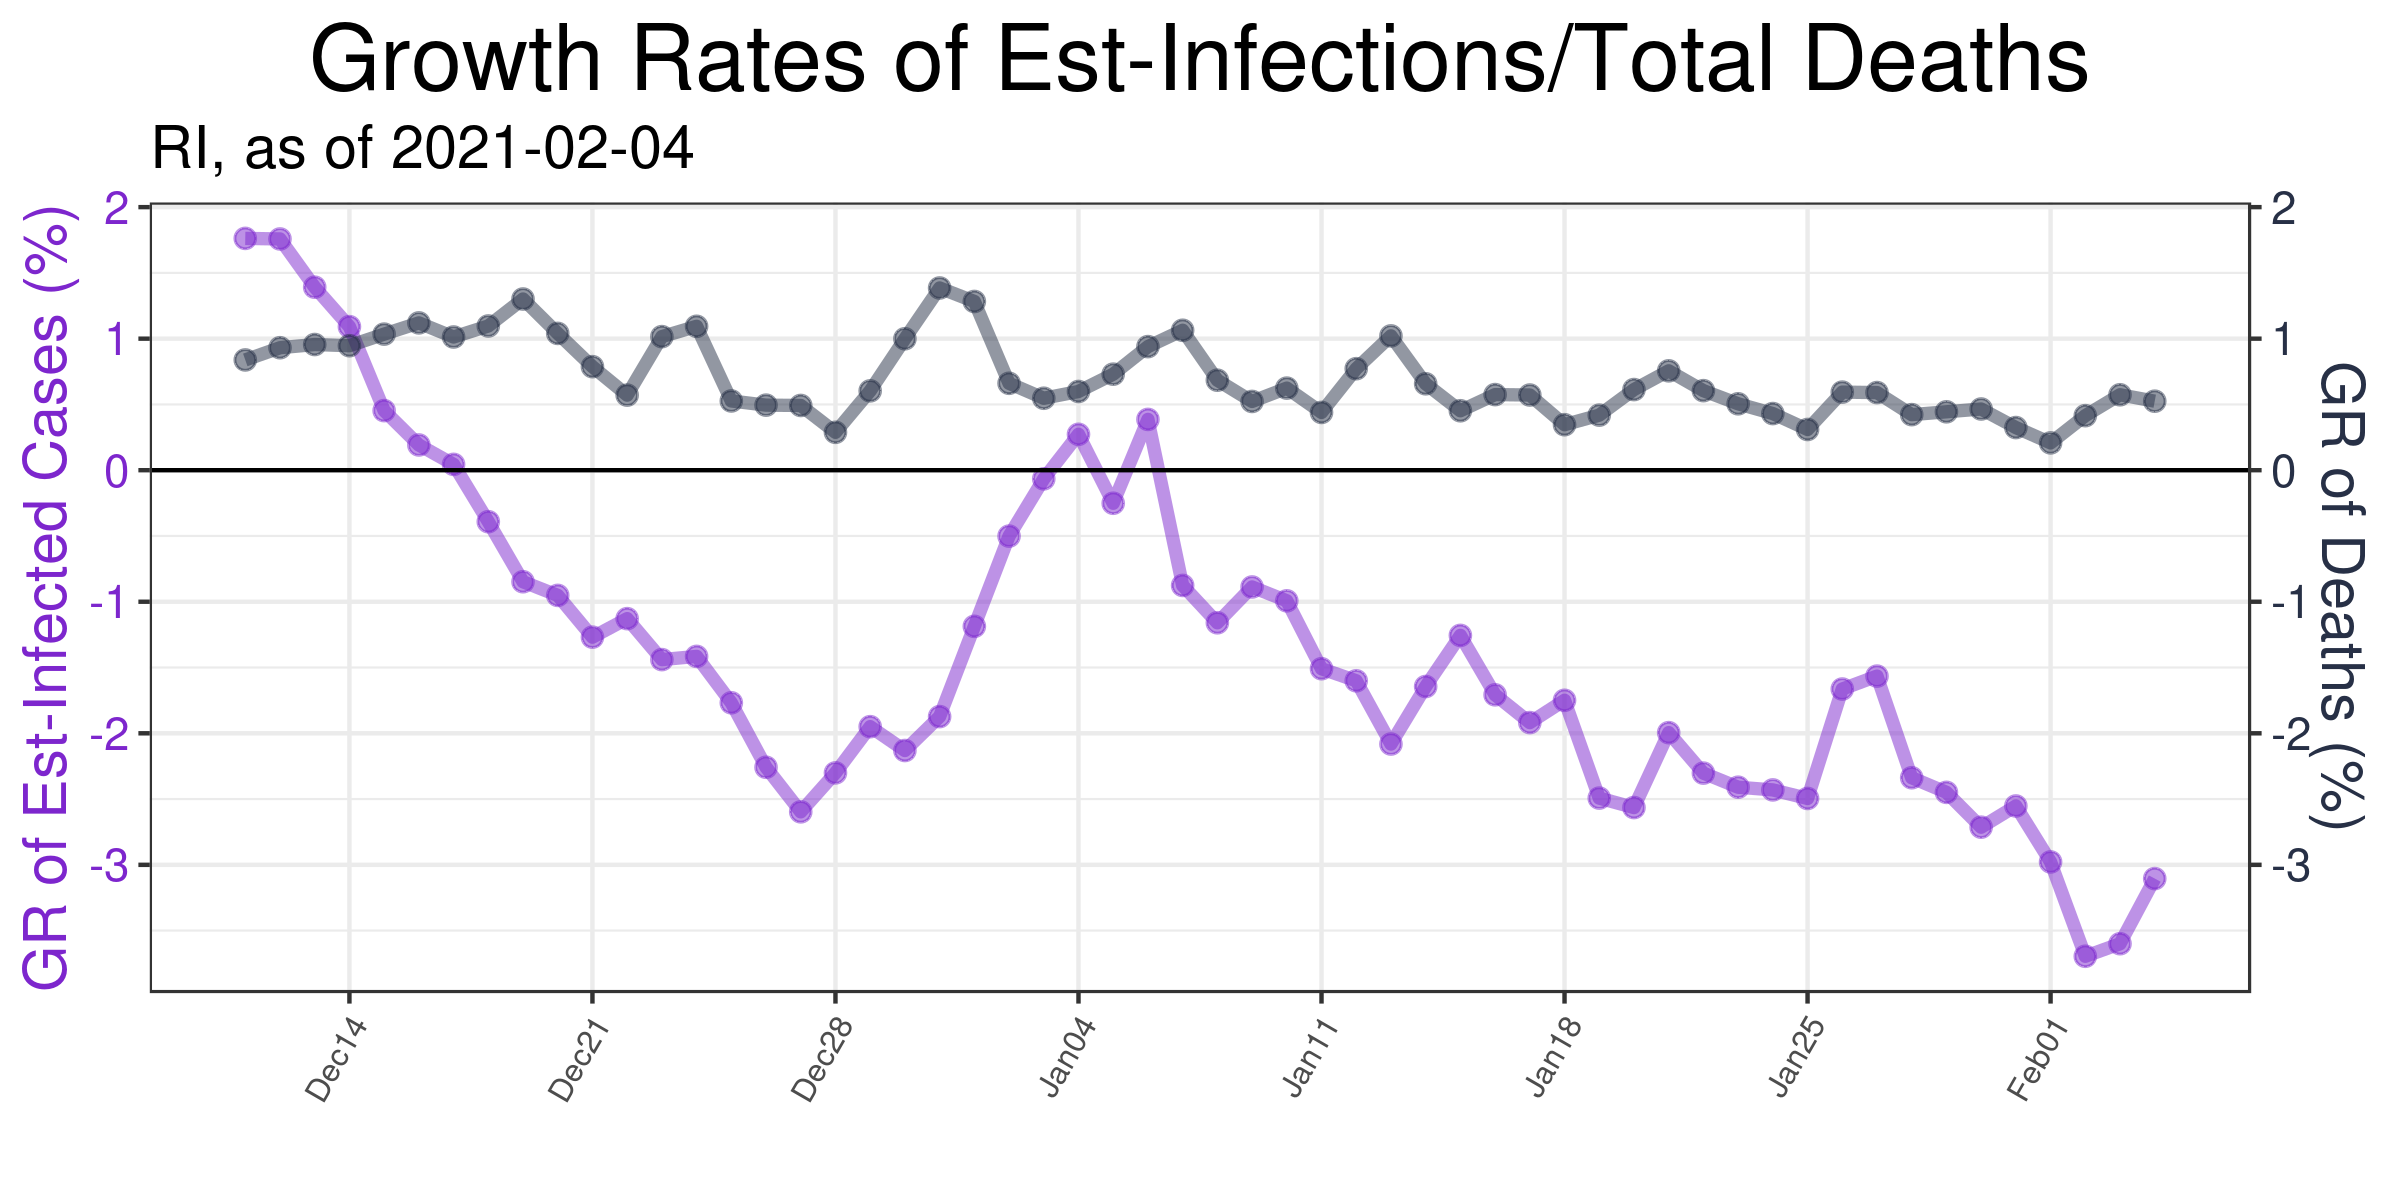 Growth Rates of Est-Infections/Total Deaths
RI, as of 2021-02-04
GR of Est-Infected Cases (%)
2
1
0
-1
-2
-3
2
1
0
-1
-2
-3
GR of Deaths (%)
Dec14
Dec21
Dec28
Jan04
Jan11
Jan18
Jan25
Feb01